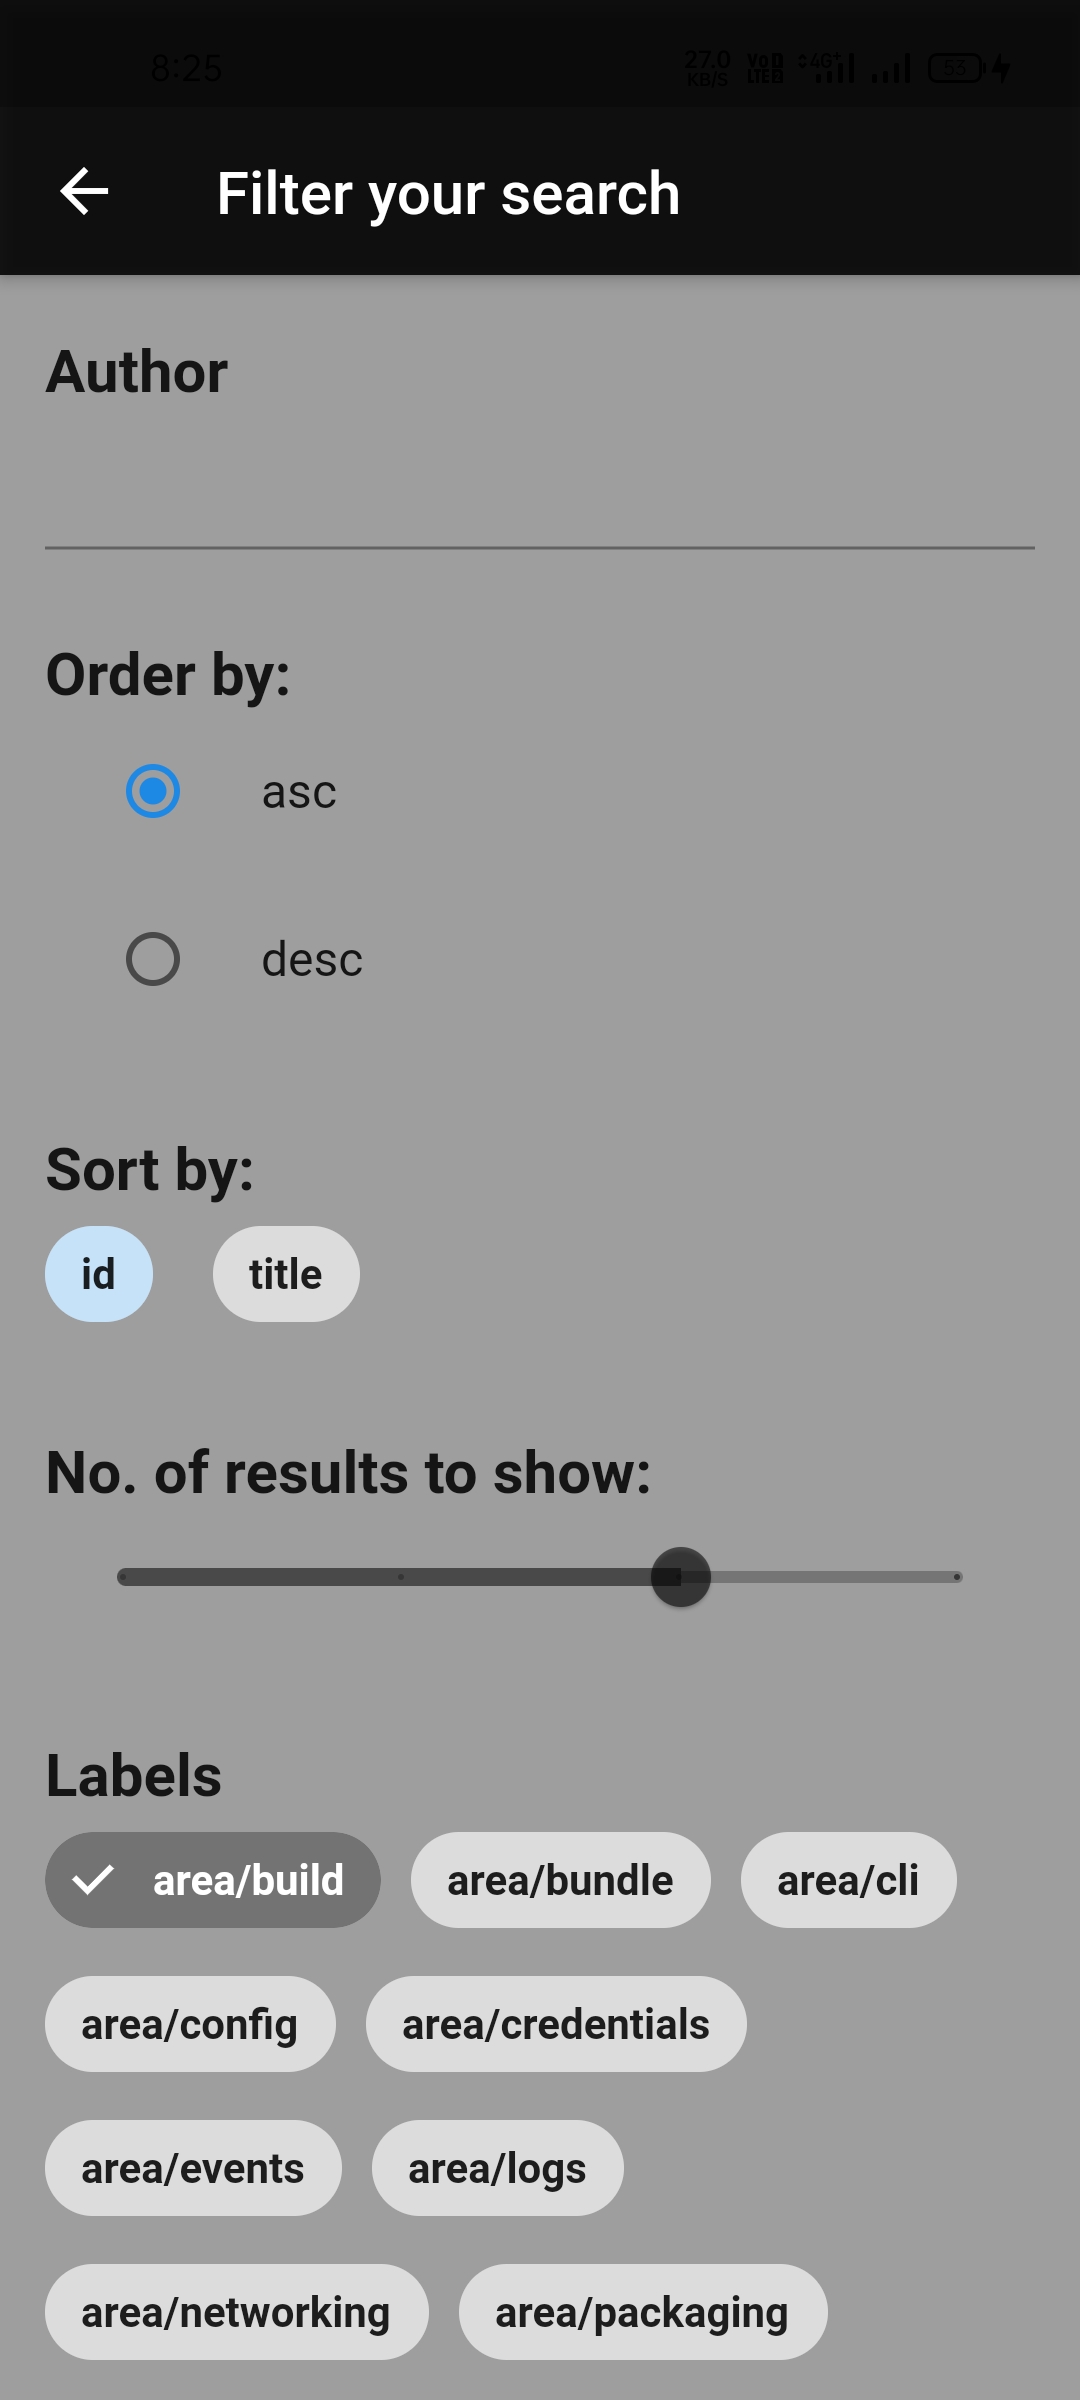 8:25 27.0 KB/S VO LTE 1 2 4G+ 53
Filter your search
Author
Order by:
asc
desc
Sort by:
id title
No. of results to show:
Labels
area/build area/bundle area/cli
area/config area/credentials
area/events area/logs
area/networking area/packaging